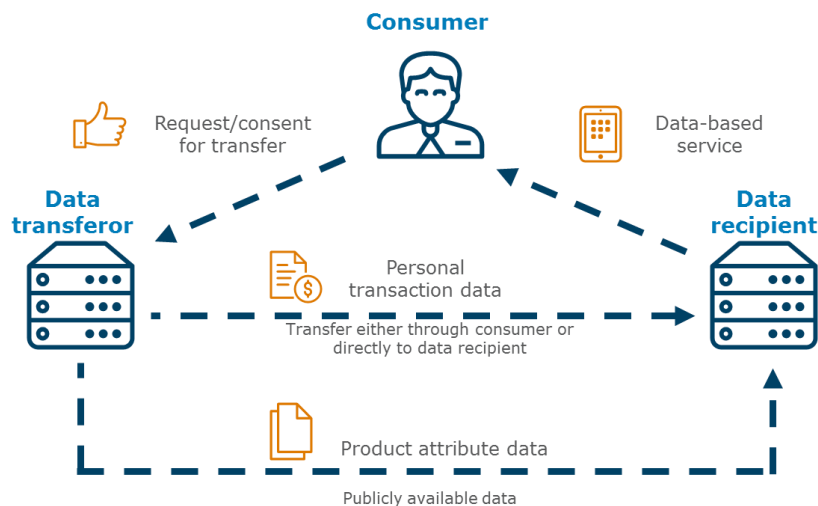 Consumer
Request/consent
for transfer
Data-based
service
Data
transferor
Data
recipient
Personal
transaction data
Transfer either through consumer or
directly to data recipient
Product attribute data
Publicly available data